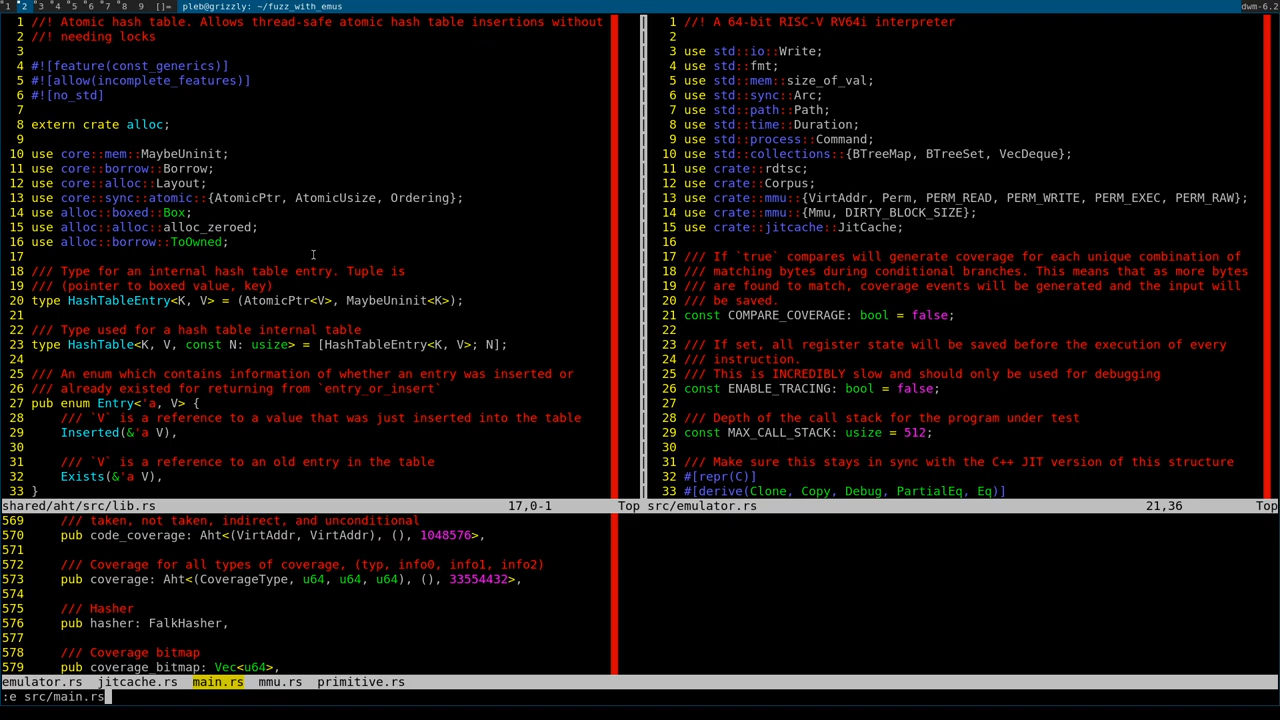 1 2 3 4 5 6 7 8 9 []= pleb@grizzly: ~/fuzz_with_emus dwm-6.2
1 //! Atomic hash table. Allows thread-safe atomic hash table insertions without
2 //! needing locks
3
4 #![feature(const_generics)]
5 #![allow(incomplete_features)]
6 #![no_std]
7
8 extern crate alloc;
9
10 use core::mem::MaybeUninit;
11 use core::borrow::Borrow;
12 use core::alloc::Layout;
13 use core::sync::atomic::{AtomicPtr, AtomicUsize, Ordering};
14 use alloc::boxed::Box;
15 use alloc::alloc::alloc_zeroed;
16 use alloc::borrow::ToOwned;
17
18 /// Type for an internal hash table entry. Tuple is
19 /// (pointer to boxed value, key)
20 type HashTableEntry<K, V> = (AtomicPtr<V>, MaybeUninit<K>);
21
22 /// Type used for a hash table internal table
23 type HashTable<K, V, const N: usize> = [HashTableEntry<K, V>; N];
24
25 /// An enum which contains information of whether an entry was inserted or
26 /// already existed for returning from `entry_or_insert`
27 pub enum Entry<'a, V> {
28     /// `V` is a reference to a value that was just inserted into the table
29     Inserted(&'a V),
30
31     /// `V` is a reference to an old entry in the table
32     Exists(&'a V),
33 }
shared/aht/src/lib.rs 17,0-1 Top
1 //! A 64-bit RISC-V RV64i interpreter
2
3 use std::io::Write;
4 use std::fmt;
5 use std::mem::size_of_val;
6 use std::sync::Arc;
7 use std::path::Path;
8 use std::time::Duration;
9 use std::process::Command;
10 use std::collections::{BTreeMap, BTreeSet, VecDeque};
11 use crate::rdtsc;
12 use crate::Corpus;
13 use crate::mmu::{VirtAddr, Perm, PERM_READ, PERM_WRITE, PERM_EXEC, PERM_RAW};
14 use crate::mmu::{Mmu, DIRTY_BLOCK_SIZE};
15 use crate::jitcache::JitCache;
16
17 /// If `true` compares will generate coverage for each unique combination of
18 /// matching bytes during conditional branches. This means that as more bytes
19 /// are found to match, coverage events will be generated and the input will
20 /// be saved.
21 const COMPARE_COVERAGE: bool = false;
22
23 /// If set, all register state will be saved before the execution of every
24 /// instruction.
25 /// This is INCREDIBLY slow and should only be used for debugging
26 const ENABLE_TRACING: bool = false;
27
28 /// Depth of the call stack for the program under test
29 const MAX_CALL_STACK: usize = 512;
30
31 /// Make sure this stays in sync with the C++ JIT version of this structure
32 #[repr(C)]
33 #[derive(Clone, Copy, Debug, PartialEq, Eq)]
src/emulator.rs 21,36 Top
569     /// taken, not taken, indirect, and unconditional
570     pub code_coverage: Aht<(VirtAddr, VirtAddr), (), 1048576>,
571
572     /// Coverage for all types of coverage, (typ, info0, info1, info2)
573     pub coverage: Aht<(CoverageType, u64, u64, u64), (), 33554432>,
574
575     /// Hasher
576     pub hasher: FalkHasher,
577
578     /// Coverage bitmap
579     pub coverage_bitmap: Vec<u64>,
emulator.rs  jitcache.rs  main.rs  mmu.rs  primitive.rs
:e src/main.rs